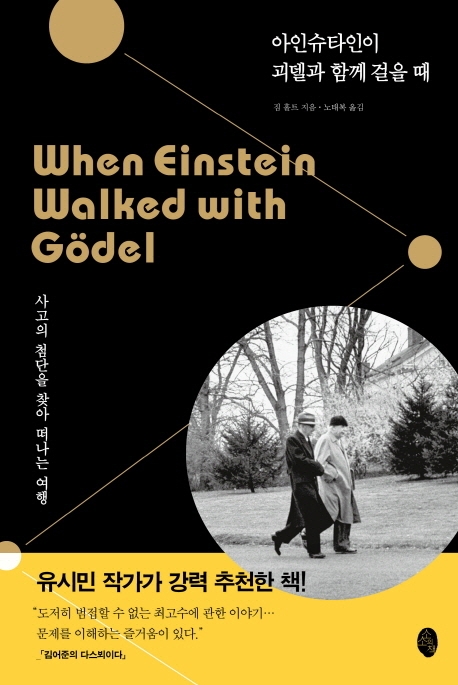 아인슈타인이
괴델과 함께 걸을 때
짐 홀트 지음 · 노태복 옮김
When Einstein
Walked with
Gödel
사고의 첨단을 찾아 떠나는 여행
유시민 작가가 강력 추천한 책!
“도저히 범접할 수 없는 최고수에 관한 이야기…
문제를 이해하는 즐거움이 있다.”
_「김어준의 다스뵈이다」
소소의책